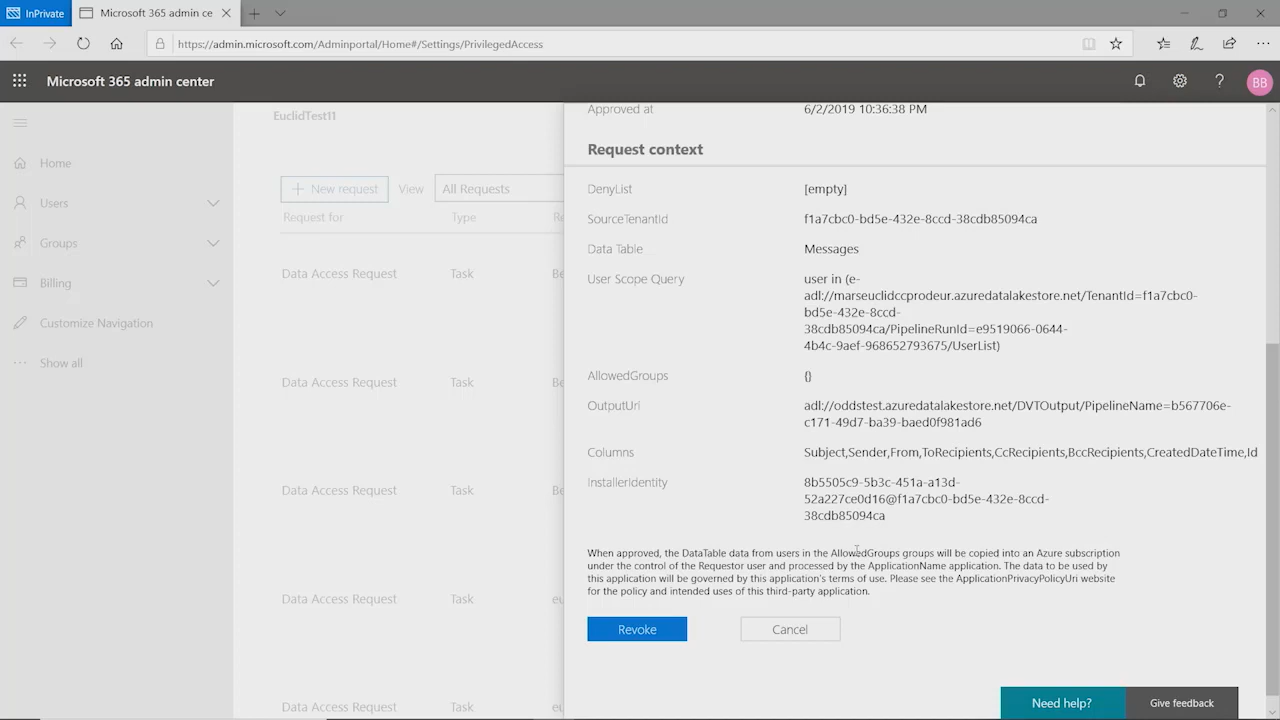 InPrivate
Microsoft 365 admin ce
https://admin.microsoft.com/Adminportal/Home#/Settings/PrivilegedAccess
Microsoft 365 admin center
BB
Home
Users
Groups
Billing
Customize Navigation
Show all
EuclidTest11
New request
View
All Requests
Request for
Type
Re
Data Access Request
Task
Be
Data Access Request
Task
Be
Data Access Request
Task
Be
Data Access Request
Task
eu
Data Access Request
Task
eu
Approved at
6/2/2019 10:36:38 PM
Request context
DenyList
[empty]
SourceTenantId
f1a7cbc0-bd5e-432e-8ccd-38cdb85094ca
Data Table
Messages
User Scope Query
user in (e-
adl://marseuclidccprodeur.azuredatalakestore.net/TenantId=f1a7cbc0-
bd5e-432e-8ccd-
38cdb85094ca/PipelineRunId=e9519066-0644-
4b4c-9aef-968652793675/UserList)
AllowedGroups
{}
OutputUri
adl://oddstest.azuredatalakestore.net/DVTOutput/PipelineName=b567706e-
c171-49d7-ba39-baed0f981ad6
Columns
Subject,Sender,From,ToRecipients,CcRecipients,BccRecipients,CreatedDateTime,Id
InstallerIdentity
8b5505c9-5b3c-451a-a13d-
52a227ce0d16@f1a7cbc0-bd5e-432e-8ccd-
38cdb85094ca
When approved, the DataTable data from users in the AllowedGroups groups will be copied into an Azure subscription
under the control of the Requestor user and processed by the ApplicationName application. The data to be used by
this application will be governed by this application's terms of use. Please see the ApplicationPrivacyPolicyUri website
for the policy and intended uses of this third-party application.
Revoke
Cancel
Need help?
Give feedback